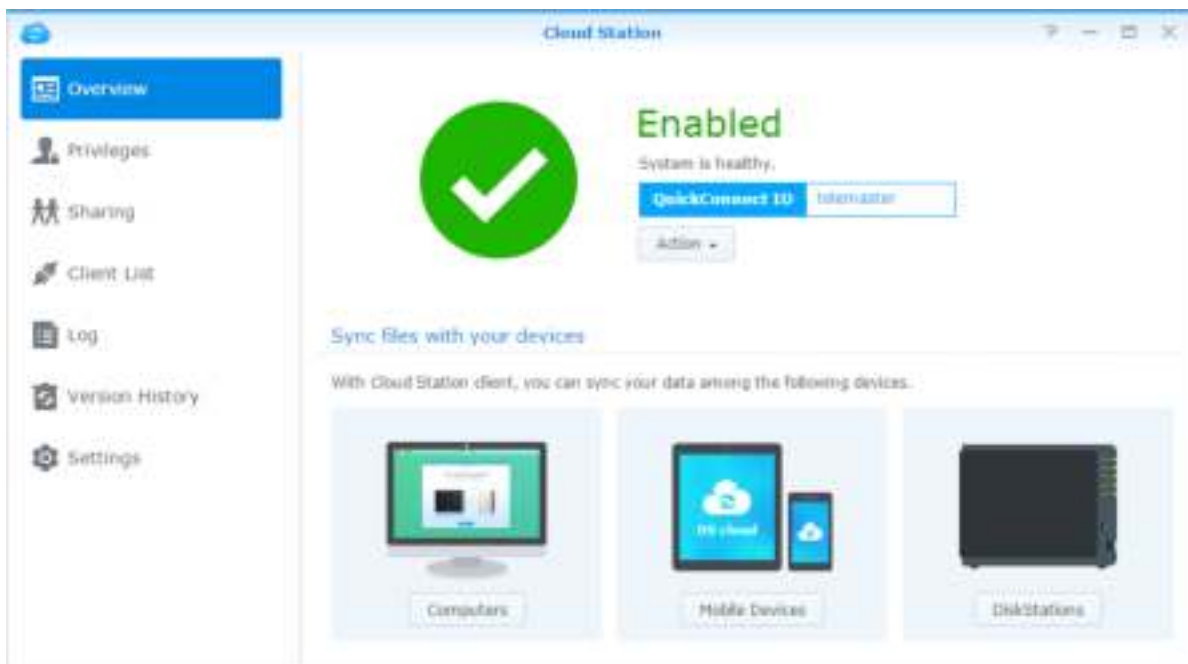 Cloud Station
?
Overview
Privileges
Sharing
Client List
Log
Version History
Settings
Enabled
System is healthy.
QuickConnect ID
Action
Sync files with your devices
With Cloud Station client, you can sync your data among the following devices.
DS cloud
Computers
Mobile Devices
DiskStations